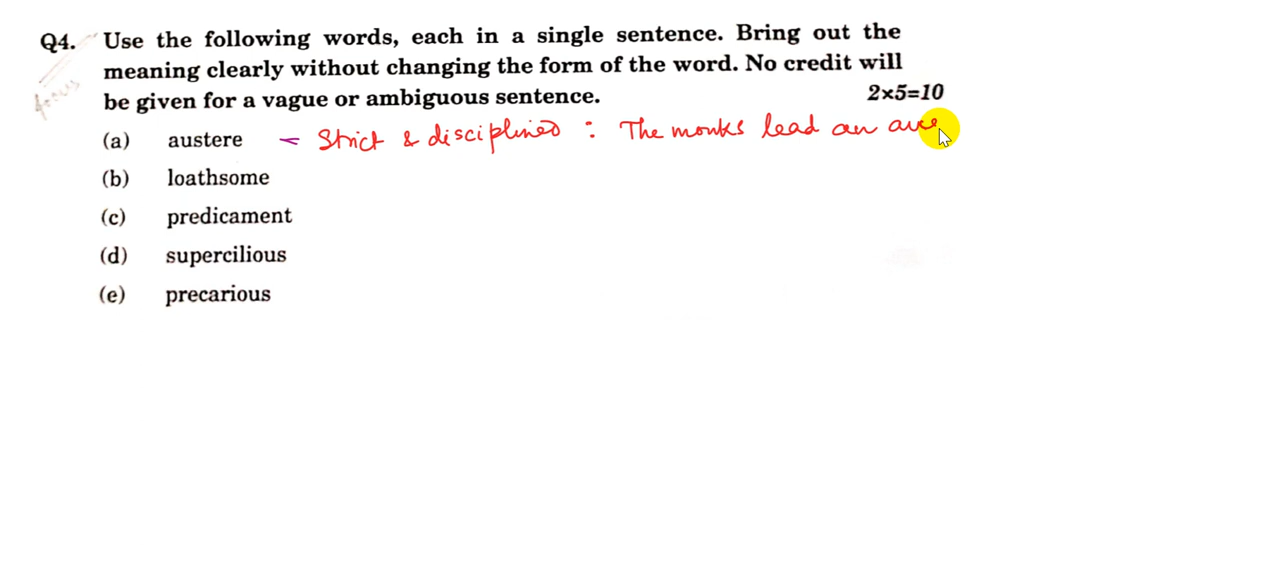 Q4. Use the following words, each in a single sentence. Bring out the
meaning clearly without changing the form of the word. No credit will
be given for a vague or ambiguous sentence. 2×5=10
(a) austere – Strict & disciplined : The monks lead an
(b) loathsome
(c) predicament
(d) supercilious
(e) precarious